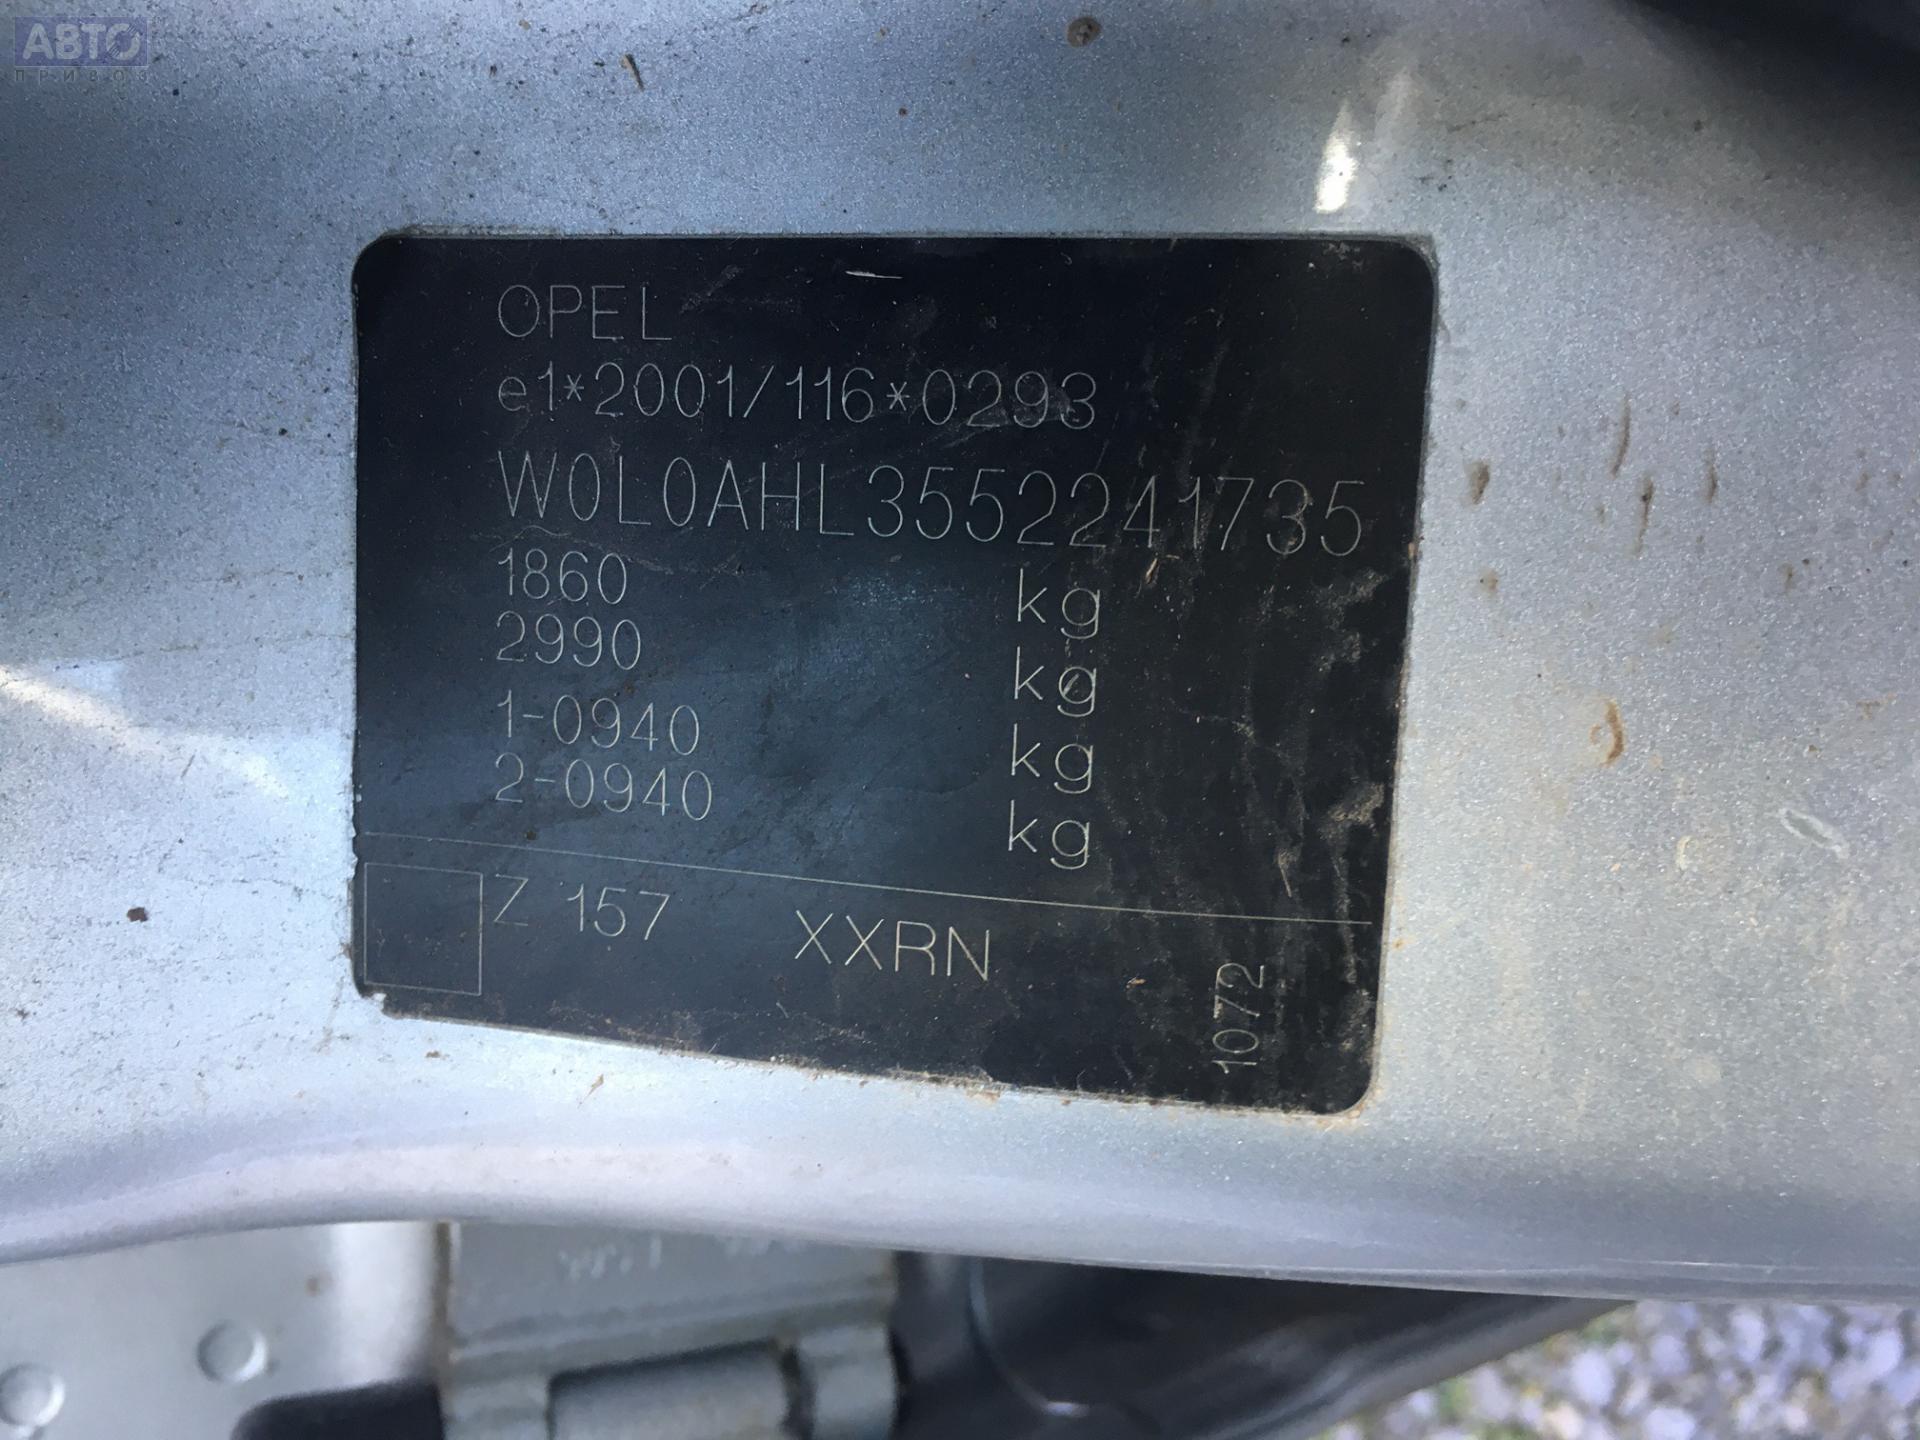 АВТО
ПРИВОЗ
OPEL
e1*2001/116*0293
W0L0AHL3552241735
1860 kg
2990 kg
1-0940 kg
2-0940 kg
Z 157 XXRN
1072